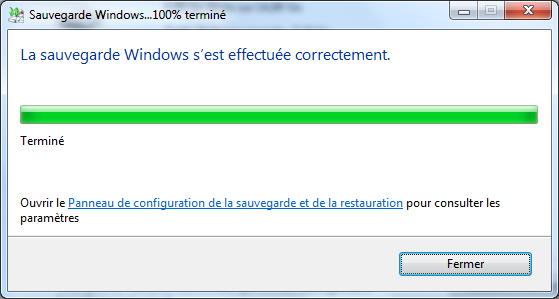 Sauvegarde Windows...100% terminé
La sauvegarde Windows s’est effectuée correctement.
Terminé
Ouvrir le Panneau de configuration de la sauvegarde et de la restauration pour consulter les
paramètres
Fermer